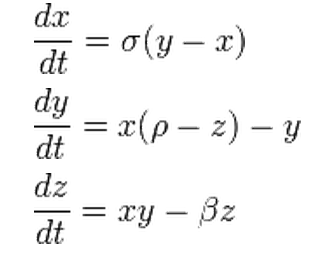 dx/dt = σ(y − x)
dy/dt = x(ρ − z) − y
dz/dt = xy − βz